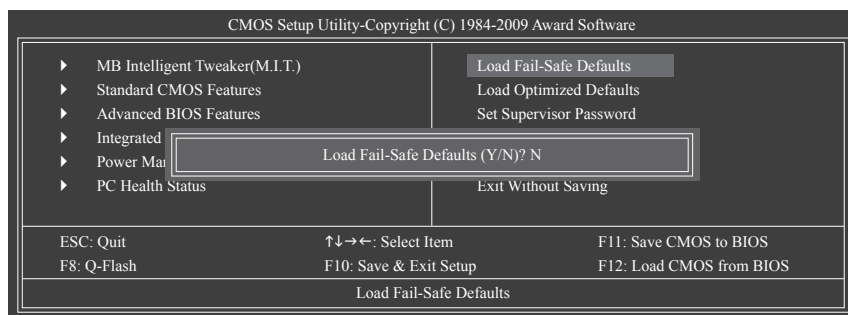 CMOS Setup Utility-Copyright (C) 1984-2009 Award Software
MB Intelligent Tweaker(M.I.T.)
Standard CMOS Features
Advanced BIOS Features
Integrated
PC Health Status
Load Fail-Safe Defaults
Load Optimized Defaults
Set Supervisor Password
Exit Without Saving
Load Fail-Safe Defaults (Y/N)? N
ESC: Quit ↑↓→←: Select Item F11: Save CMOS to BIOS
F8: Q-Flash F10: Save & Exit Setup F12: Load CMOS from BIOS
Load Fail-Safe Defaults